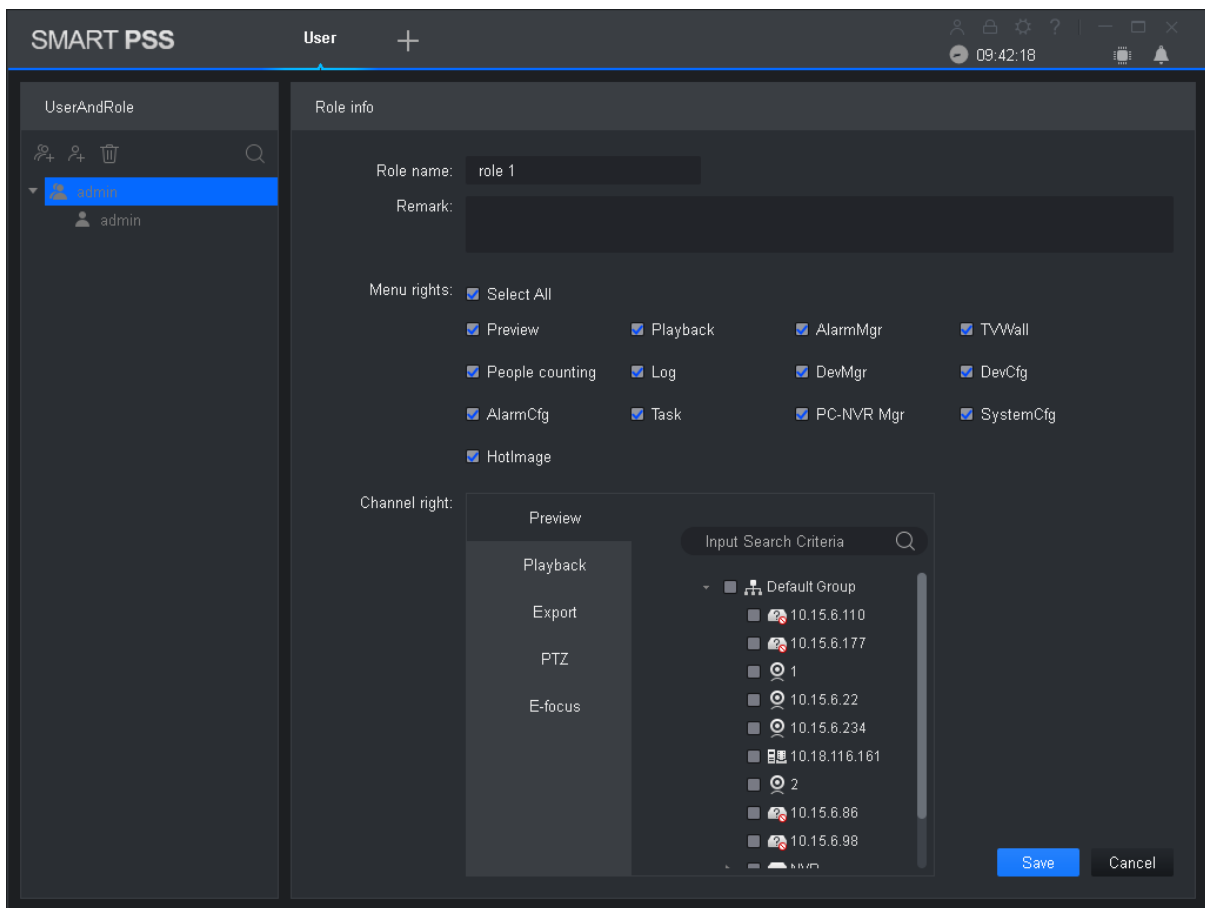 SMART PSS
User
?
09:42:18
UserAndRole
Role info
admin
admin
Role name: role 1
Remark:
Menu rights: Select All
Preview Playback AlarmMgr TVWall
People counting Log DevMgr DevCfg
AlarmCfg Task PC-NVR Mgr SystemCfg
HotImage
Channel right:
Preview
Playback
Export
PTZ
E-focus
Input Search Criteria
Default Group
10.15.6.110
10.15.6.177
1
10.15.6.22
10.15.6.234
10.18.116.161
2
10.15.6.86
10.15.6.98
NVR
Save Cancel